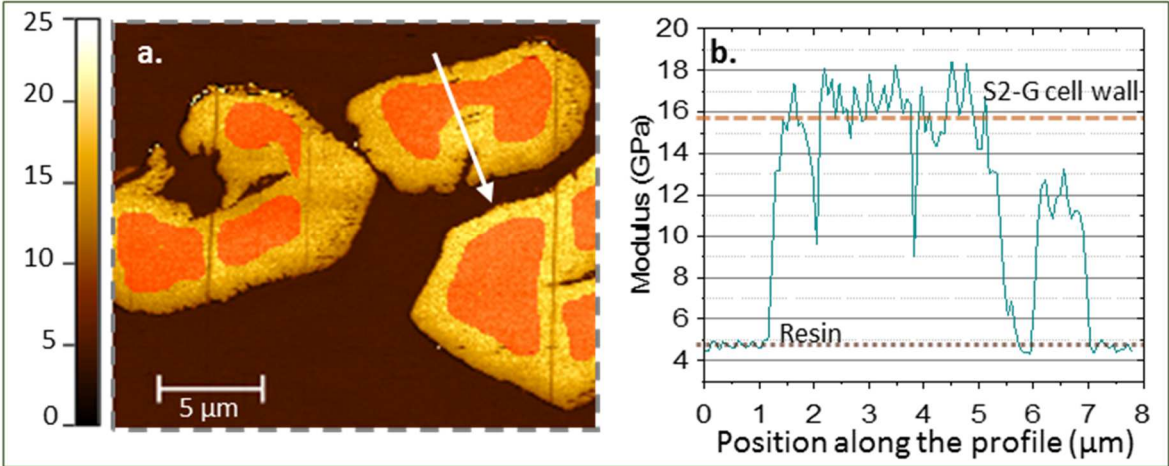 25
20
15
10
5
0
a.
5 µm
b.
20
18
16
14
12
10
8
6
4
Modulus (GPa)
S2-G cell wall
Resin
0 1 2 3 4 5 6 7 8
Position along the profile (µm)